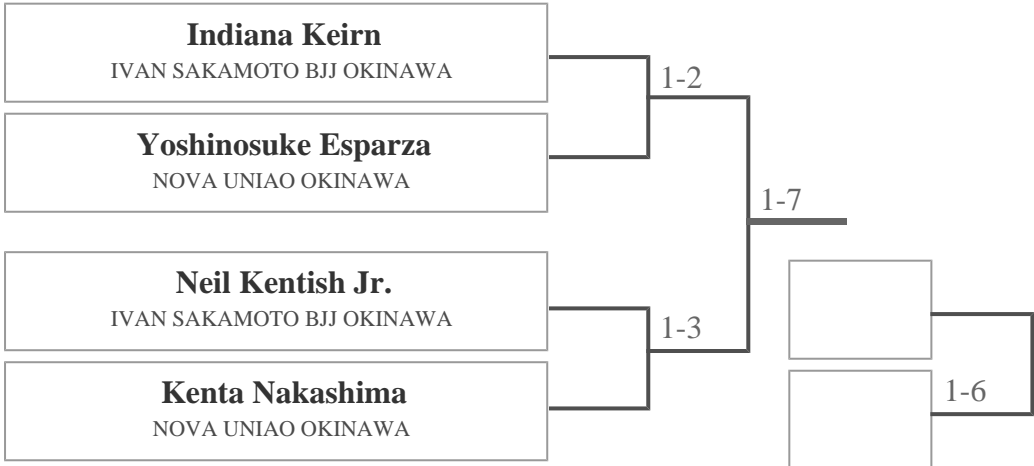 Indiana Keirn
IVAN SAKAMOTO BJJ OKINAWA
1-2
Yoshinosuke Esparza
NOVA UNIAO OKINAWA
1-7
Neil Kentish Jr.
IVAN SAKAMOTO BJJ OKINAWA
1-3
Kenta Nakashima
NOVA UNIAO OKINAWA
1-6